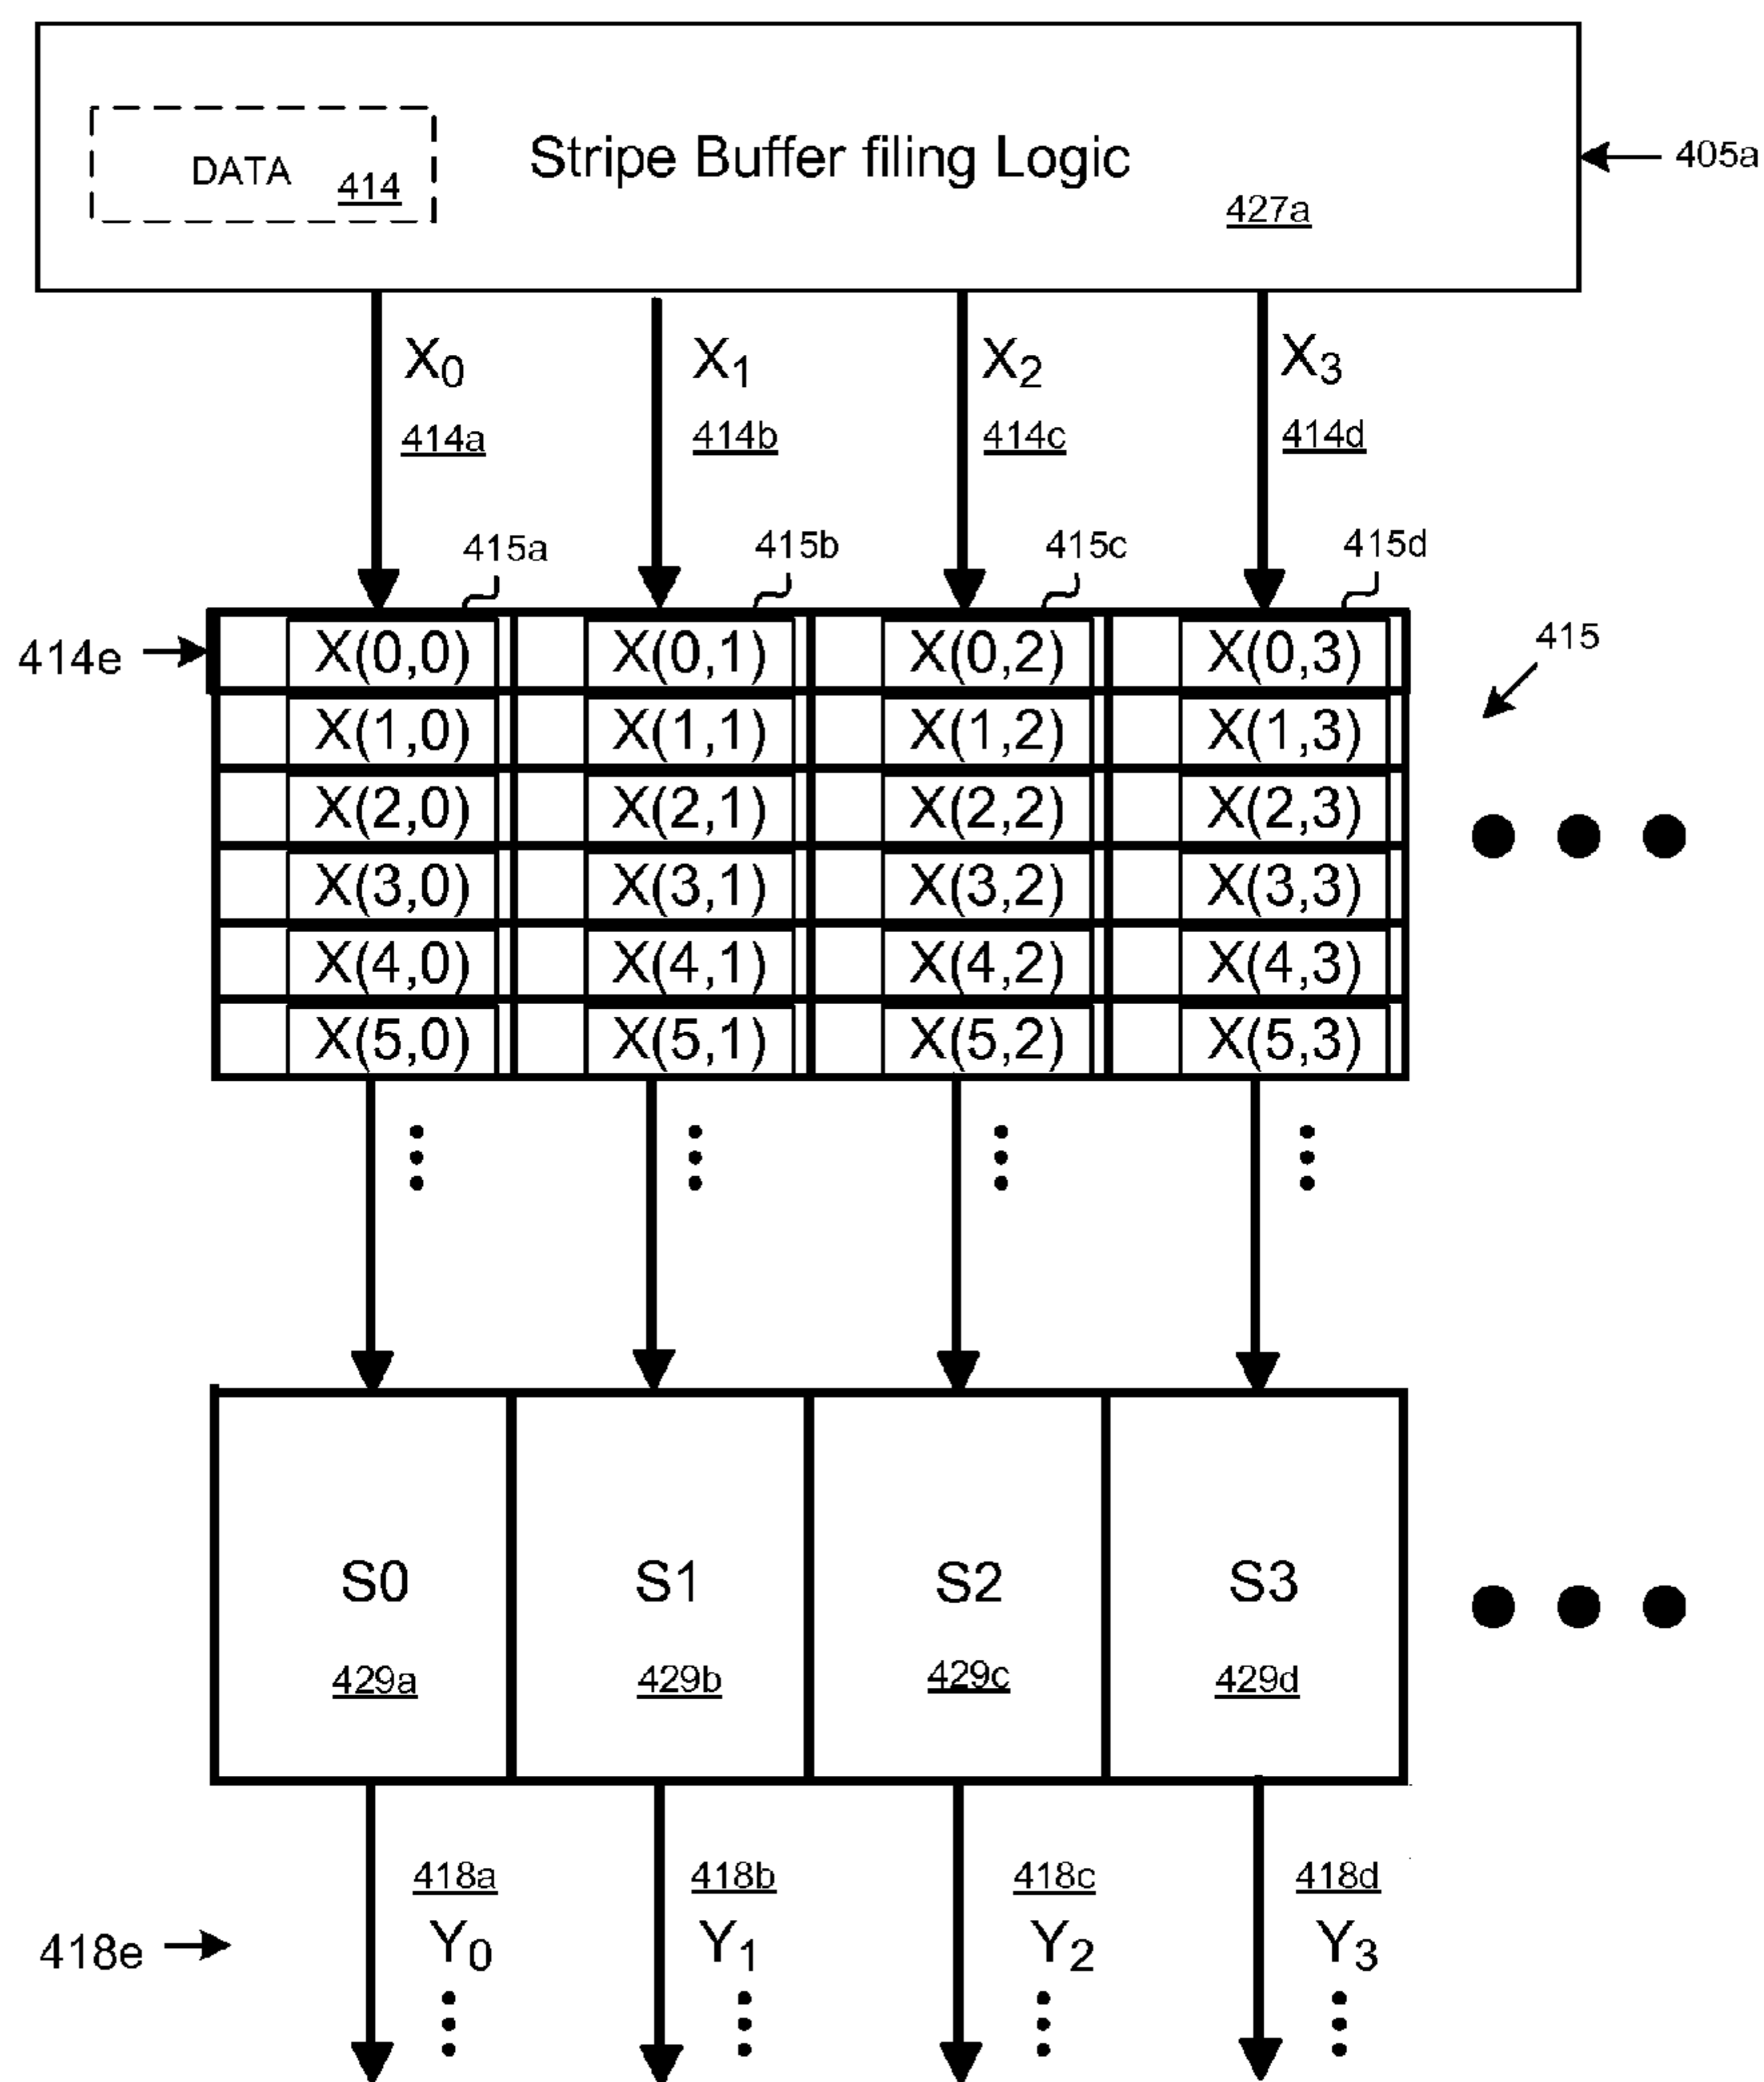 DATA 414 Stripe Buffer filing Logic 427a
405a
X0 X1 X2 X3
414a 414b 414c 414d
415a 415b 415c 415d
415
414e X(0,0) X(0,1) X(0,2) X(0,3)
X(1,0) X(1,1) X(1,2) X(1,3)
X(2,0) X(2,1) X(2,2) X(2,3)
X(3,0) X(3,1) X(3,2) X(3,3)
X(4,0) X(4,1) X(4,2) X(4,3)
X(5,0) X(5,1) X(5,2) X(5,3)
S0 S1 S2 S3
429a 429b 429c 429d
418a 418b 418c 418d
418e Y0 Y1 Y2 Y3